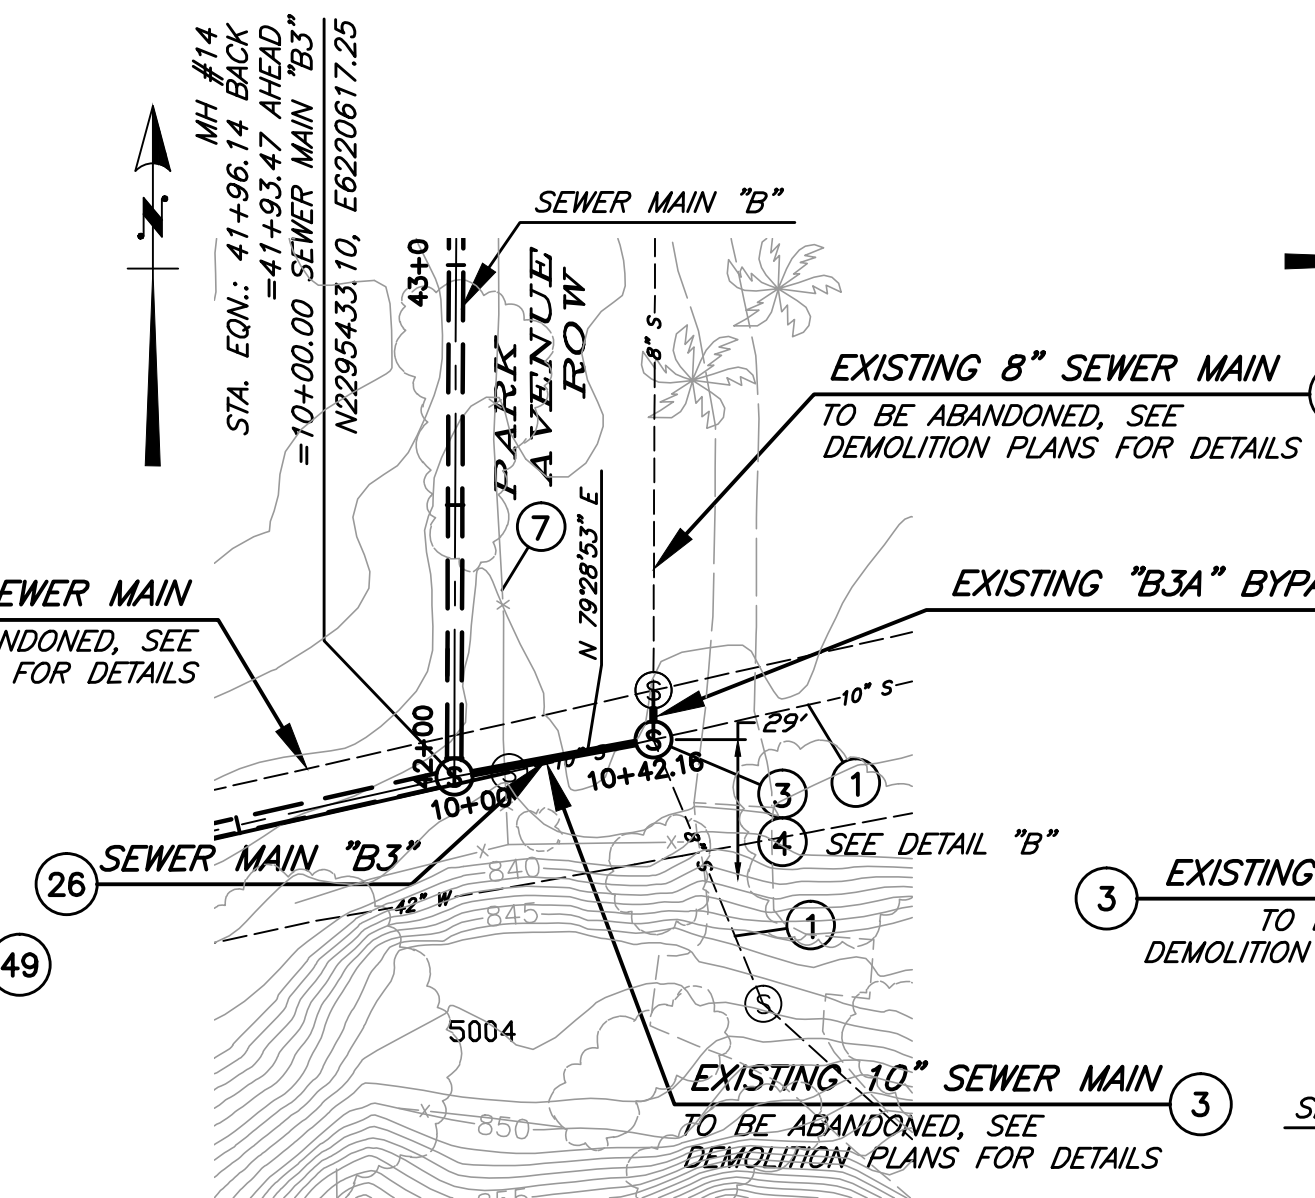 MH #14
STA. EQN.: 41+96.14 BACK
=41+93.47 AHEAD
=10+00.00 SEWER MAIN "B3"
N2295433.10, E6220617.25
N
SEWER MAIN "B"
43+0
PARK
AVENUE
ROW
8" S
EXISTING 8" SEWER MAIN
TO BE ABANDONED, SEE
DEMOLITION PLANS FOR DETAILS
7
N 79°28'53" E
EWER MAIN
NDONED, SEE
FOR DETAILS
EXISTING "B3A" BYPA
S
10" S
29'
42+00
S
S
10" S
S
10+42.16
10+00
3
1
4
SEE DETAIL "B"
8" S
SEWER MAIN "B3"
26
840
42" W
845
1
3
EXISTING
TO
DEMOLITION
49
S
5004
EXISTING 10" SEWER MAIN
3
TO BE ABANDONED, SEE
DEMOLITION PLANS FOR DETAILS
850
855